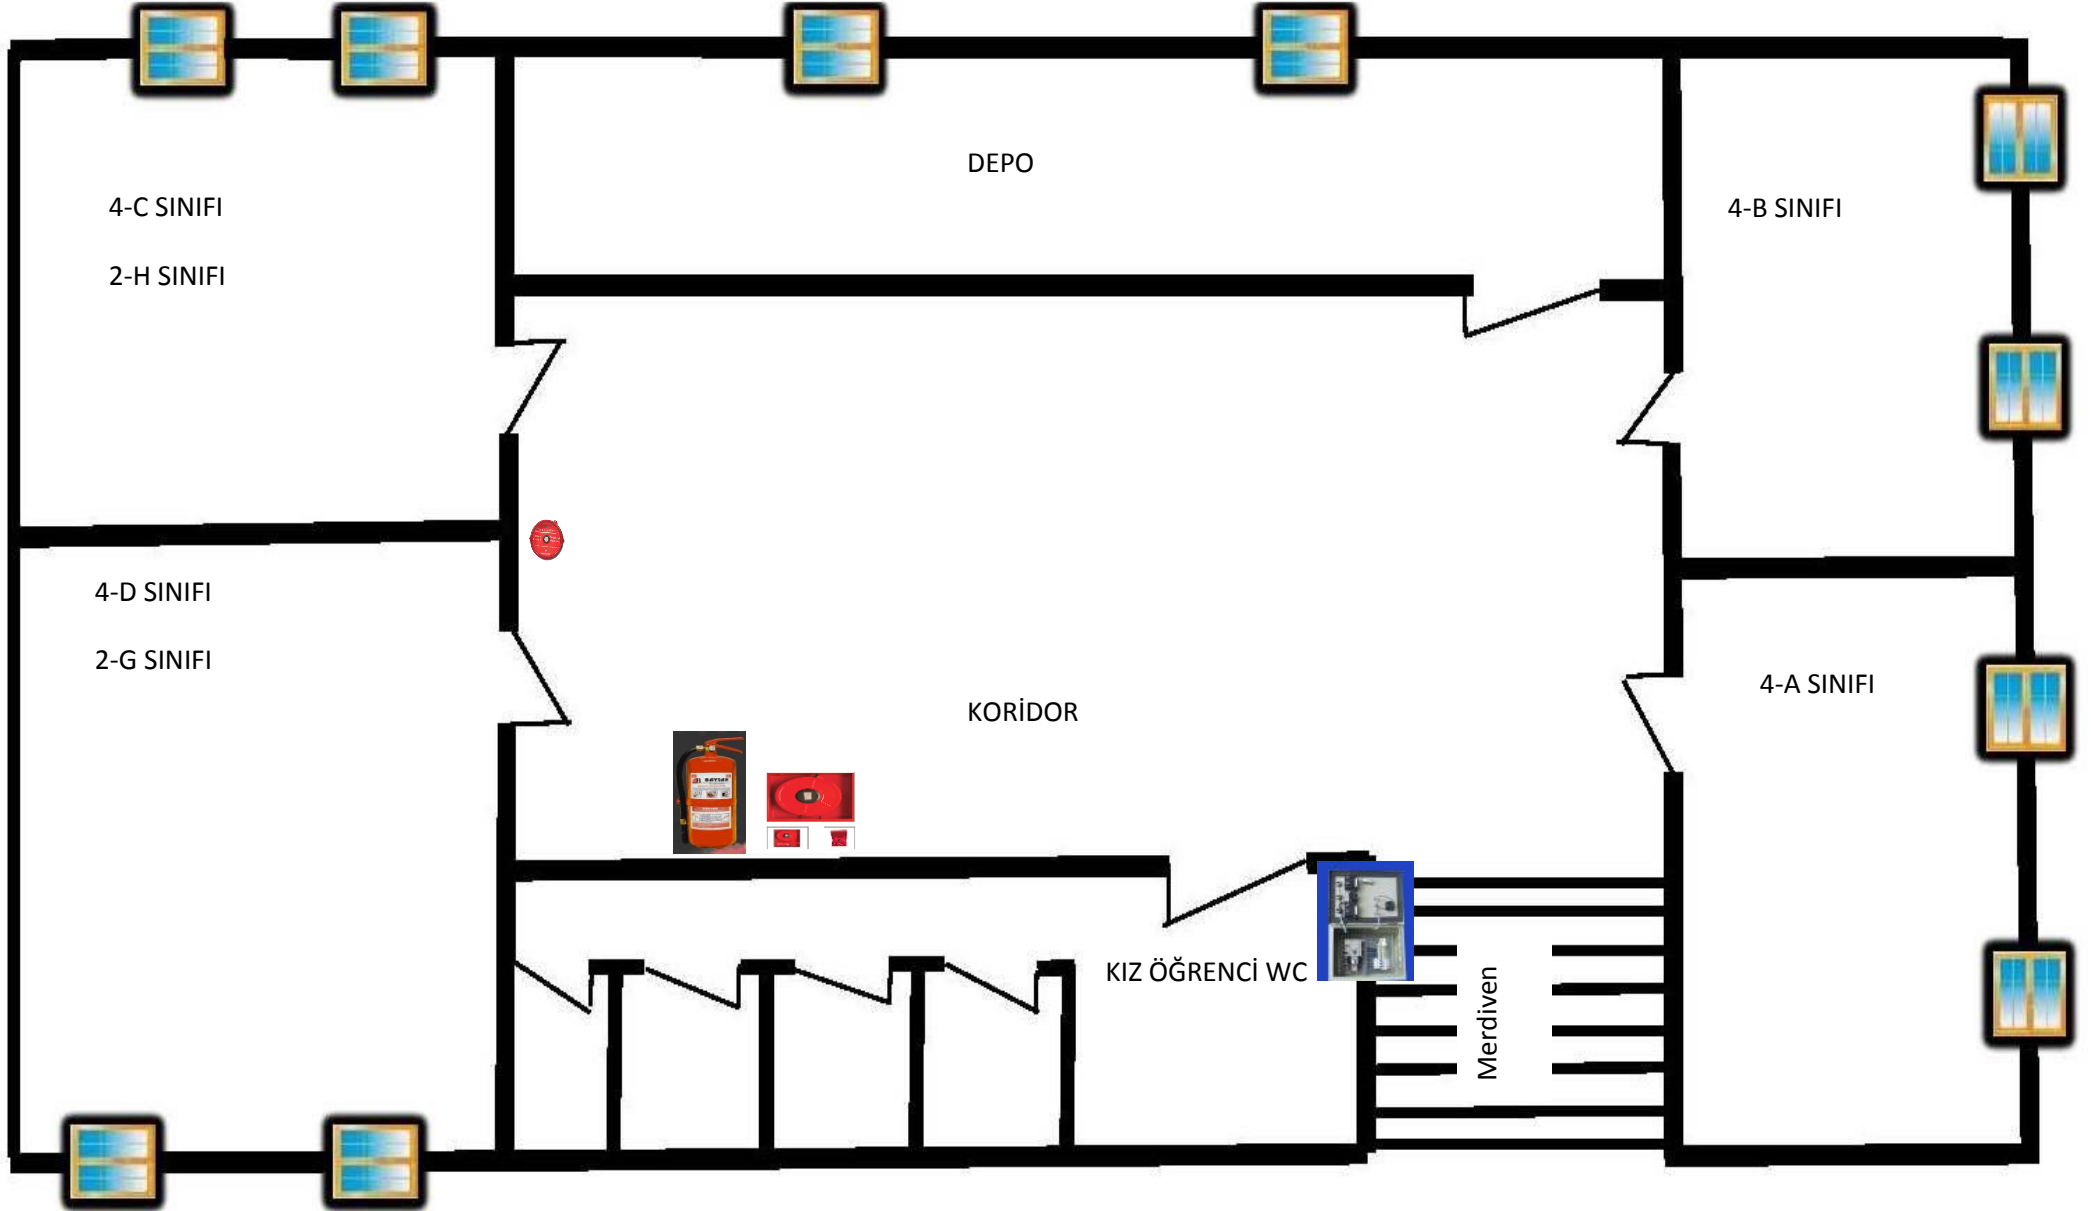 DEPO
4-C SINIFI
4-B SINIFI
2-H SINIFI
4-D SINIFI
2-G SINIFI
4-A SINIFI
KORİDOR
KIZ ÖĞRENCİ WC
Merdiven